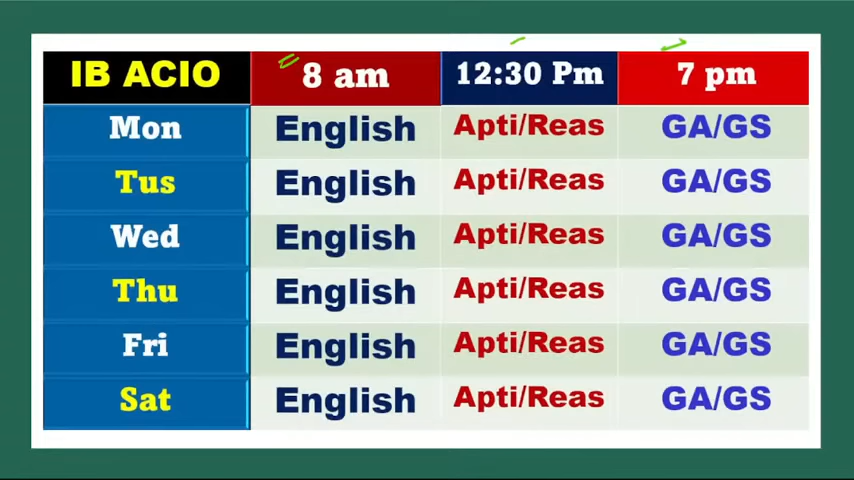 IB ACIO 8 am 12:30 Pm 7 pm
Mon English Apti/Reas GA/GS
Tus English Apti/Reas GA/GS
Wed English Apti/Reas GA/GS
Thu English Apti/Reas GA/GS
Fri English Apti/Reas GA/GS
Sat English Apti/Reas GA/GS